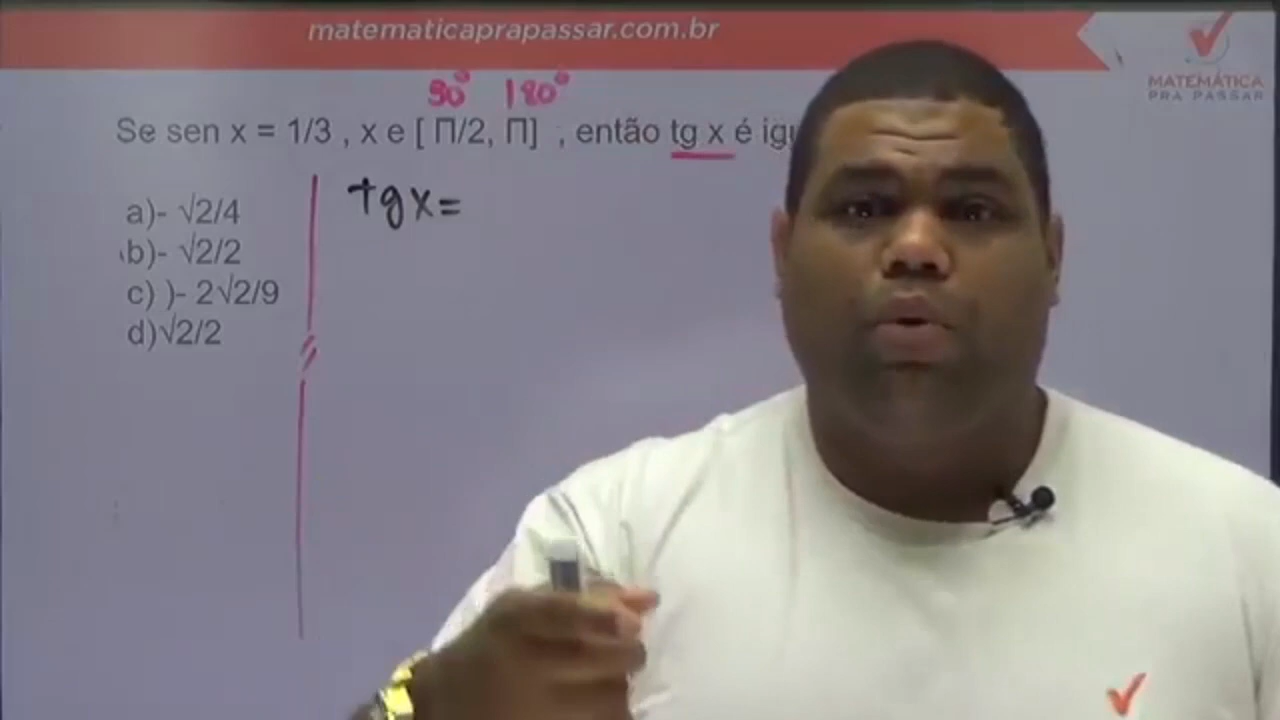 matematicaprapassar.com.br
MATEMÁTICA
PRA PASSAR
90° 180°
Se sen x = 1/3 , x e [ Π/2, Π] , então tg x é
a)- √2/4
b)- √2/2
c) )- 2√2/9
d)√2/2
tgx=